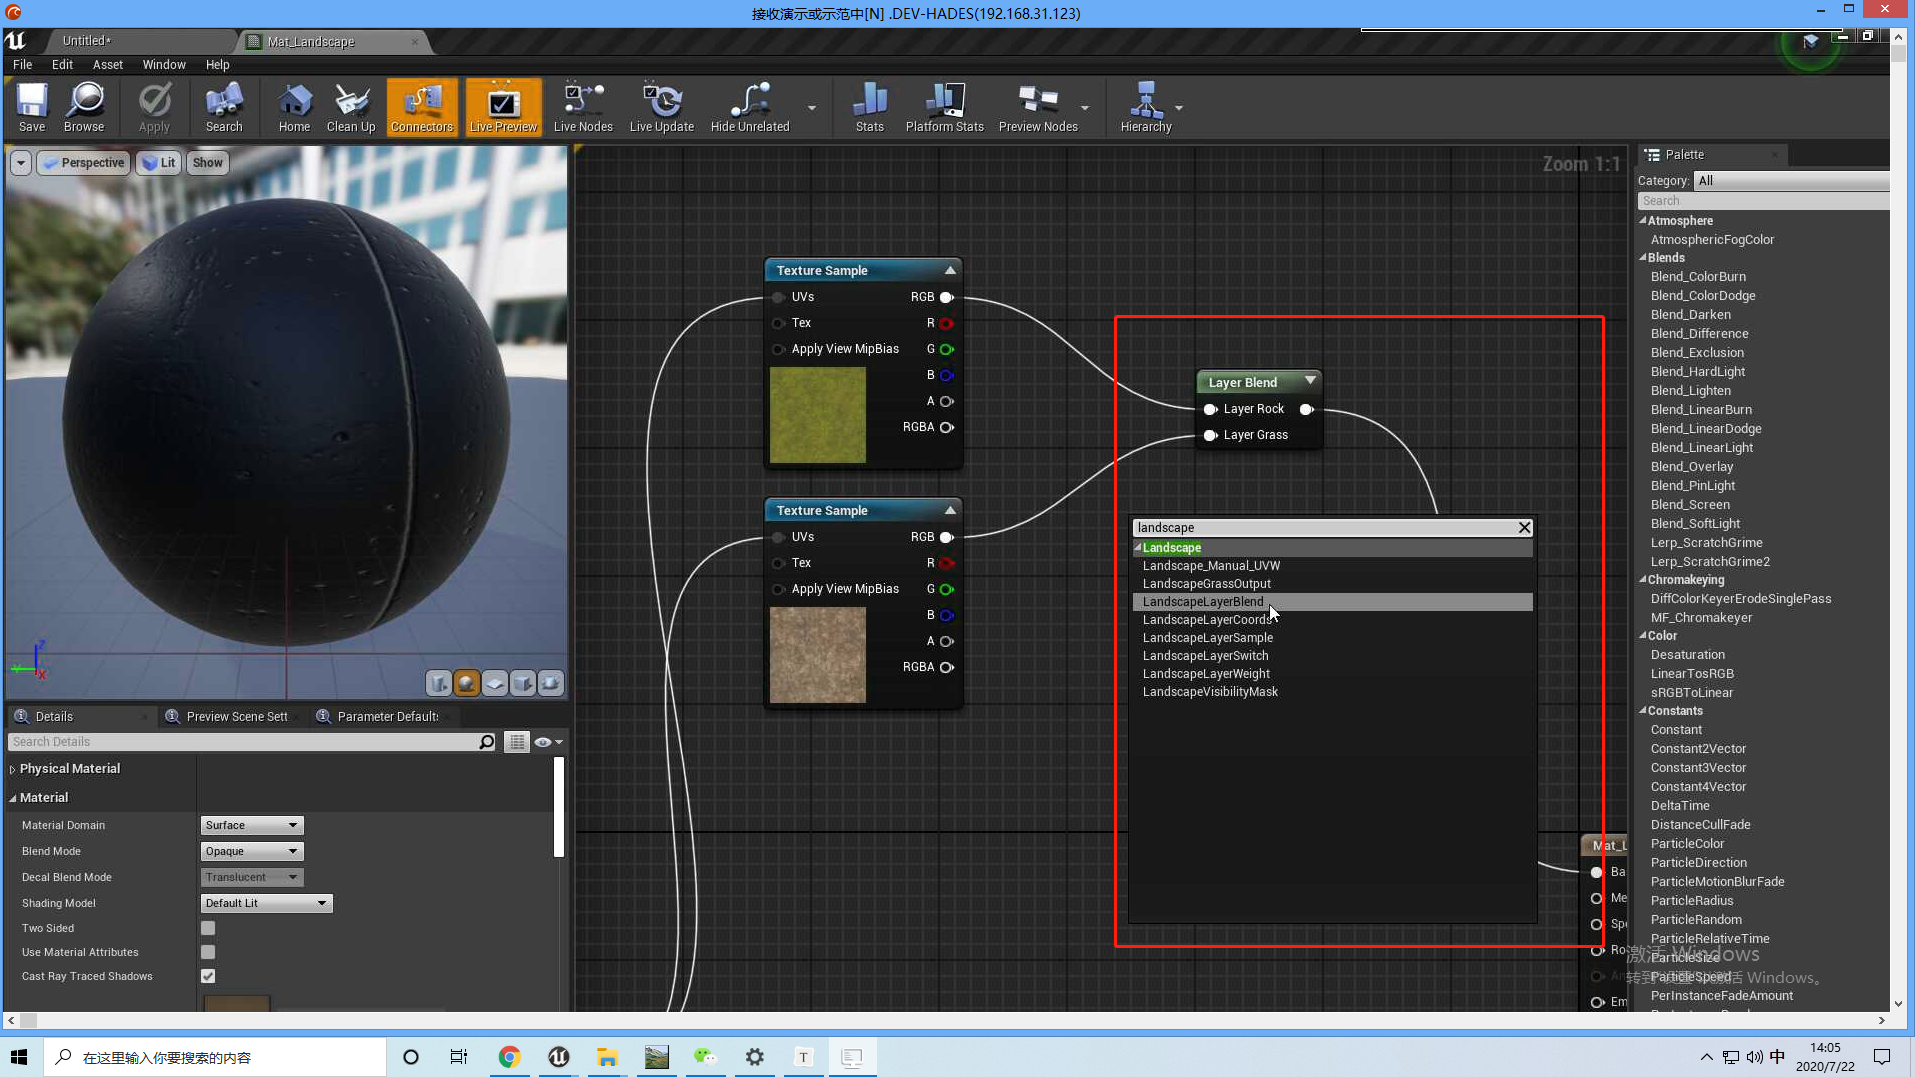 接收演示或示范中[N] .DEV-HADES(192.168.31.123)
Untitled*
Mat_Landscape
File Edit Asset Window Help
Save Browse Apply Search Home Clean Up Connectors Live Preview Live Nodes Live Update Hide Unrelated Stats Platform Stats Preview Nodes Hierarchy
Perspective Lit Show
Zoom 1:1
Texture Sample
UVs RGB
Tex R
Apply View MipBias G
B
A
RGBA
Texture Sample
UVs RGB
Tex R
Apply View MipBias G
B
A
RGBA
Layer Blend
Layer Rock
Layer Grass
landscape
Landscape
Landscape_Manual_UVW
LandscapeGrassOutput
LandscapeLayerBlend
LandscapeLayerCoords
LandscapeLayerSample
LandscapeLayerSwitch
LandscapeLayerWeight
LandscapeVisibilityMask
Mat_L
Ba
Me
Spe
Ro
Em
Z
Y
X
Details Preview Scene Sett Parameter Defaults
Search Details
Physical Material
Material
Material Domain Surface
Blend Mode Opaque
Decal Blend Mode Translucent
Shading Model Default Lit
Two Sided
Use Material Attributes
Cast Ray Traced Shadows
Palette
Category: All
Search
Atmosphere
AtmosphericFogColor
Blends
Blend_ColorBurn
Blend_ColorDodge
Blend_Darken
Blend_Difference
Blend_Exclusion
Blend_HardLight
Blend_Lighten
Blend_LinearBurn
Blend_LinearDodge
Blend_LinearLight
Blend_Overlay
Blend_PinLight
Blend_Screen
Blend_SoftLight
Lerp_ScratchGrime
Lerp_ScratchGrime2
Chromakeying
DiffColorKeyerErodeSinglePass
MF_Chromakeyer
Color
Desaturation
LinearTosRGB
sRGBToLinear
Constants
Constant
Constant2Vector
Constant3Vector
Constant4Vector
DeltaTime
DistanceCullFade
ParticleColor
ParticleDirection
ParticleMotionBlurFade
ParticleRadius
ParticleRandom
ParticleRelativeTime
ParticleSize
ParticleSpeed
PerInstanceFadeAmount
激活 Windows
转到"设置"以激活 Windows。
在这里输入你要搜索的内容
T
中
14:05
2020/7/22